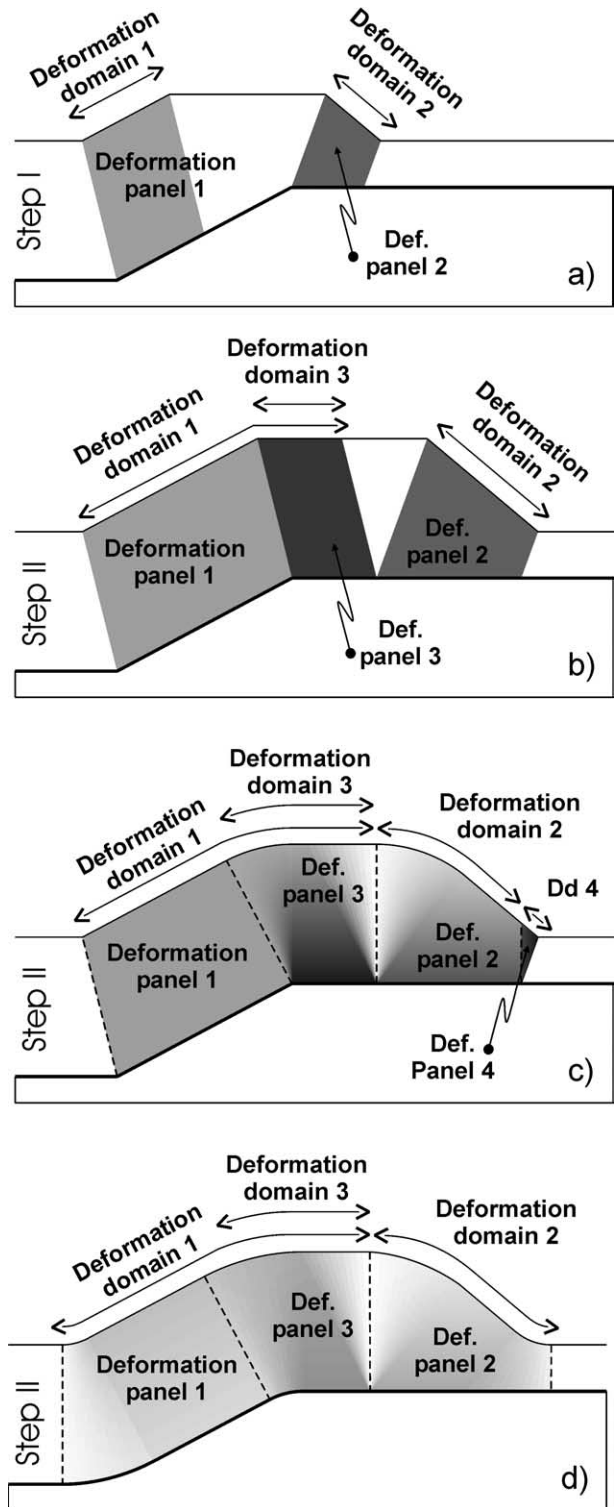 Deformation
domain 1
Deformation
domain 2
Step I
Deformation
panel 1
Def.
panel 2
a)
Deformation
domain 3
Deformation
domain 1
Deformation
domain 2
Step II
Deformation
panel 1
Def.
panel 2
Def.
panel 3
b)
Deformation
domain 3
Deformation
domain 1
Deformation
domain 2
Dd 4
Step II
Def.
panel 3
Deformation
panel 1
Def.
panel 2
Def.
Panel 4
c)
Deformation
domain 3
Deformation
domain 1
Deformation
domain 2
Step II
Def.
panel 3
Deformation
panel 1
Def.
panel 2
d)